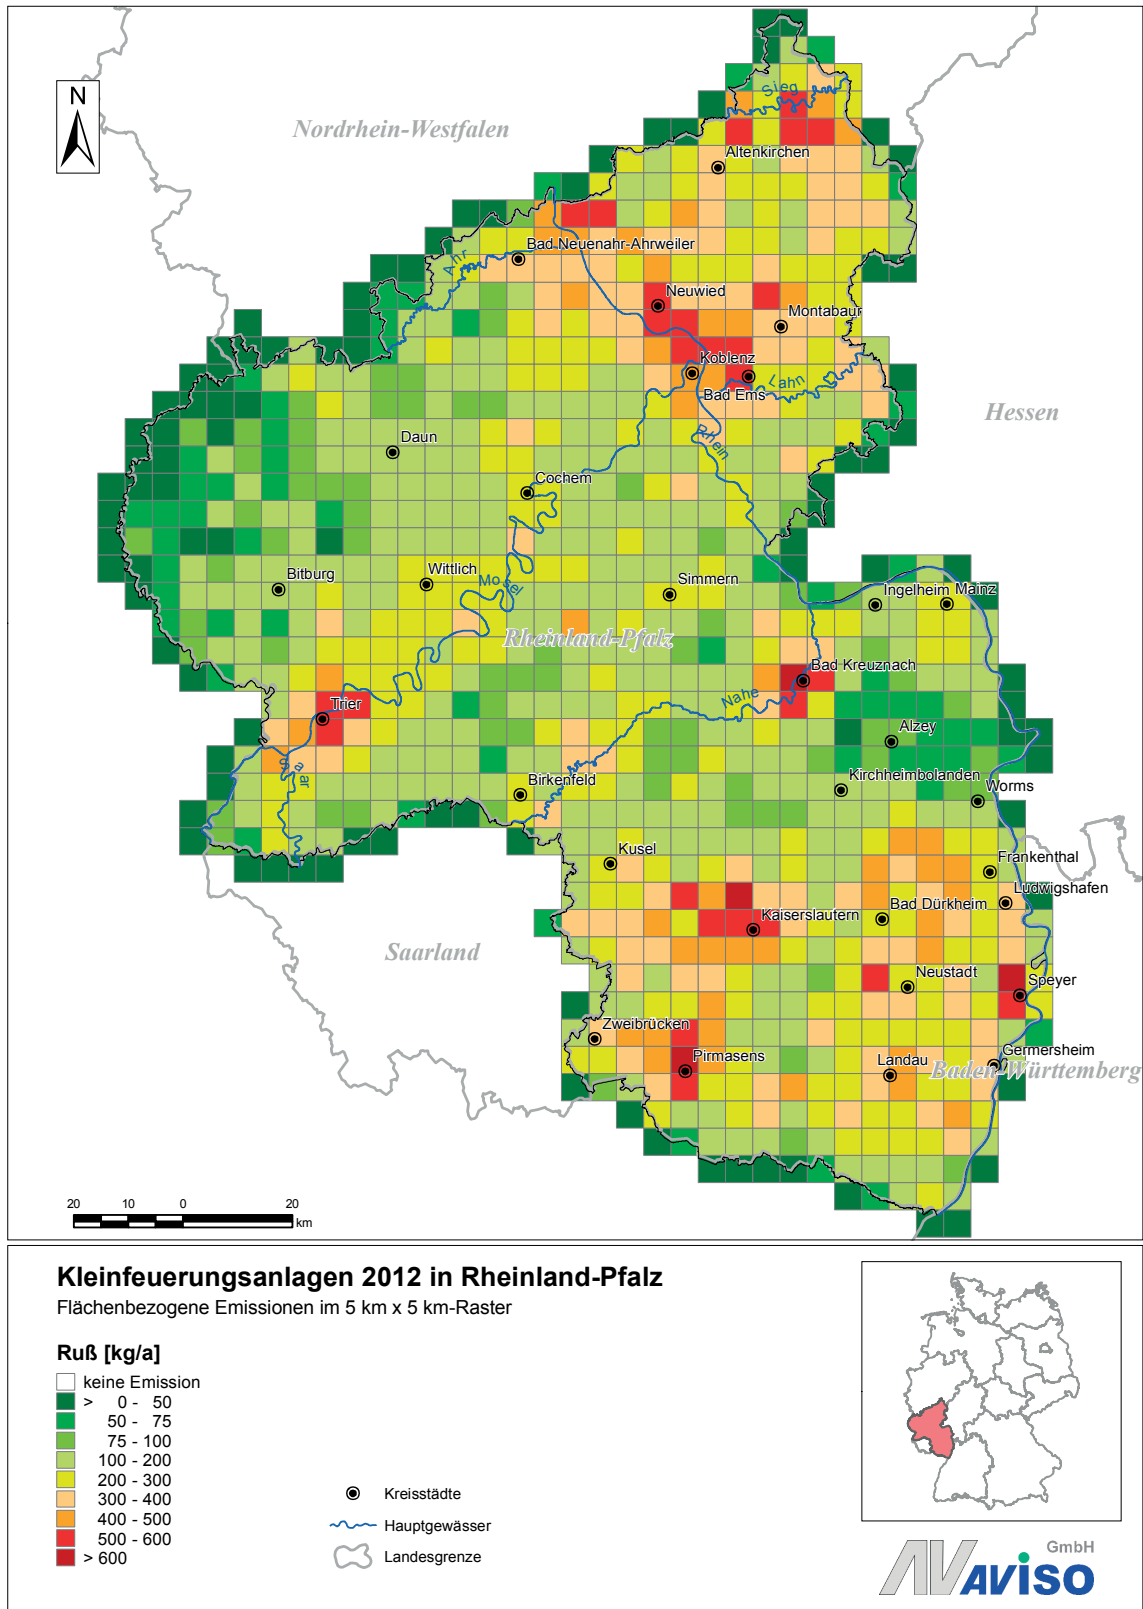 N
Nordrhein-Westfalen
Sieg
Altenkirchen
Bad Neuenahr-Ahrweiler
Ahr
Neuwied
Montabaur
Koblenz
Bad Ems
Lahn
Hessen
Rhein
Daun
Cochem
Bitburg
Wittlich
Mosel
Simmern
Ingelheim
Mainz
Rheinland-Pfalz
Bad Kreuznach
Nahe
Trier
Alzey
Saar
Birkenfeld
Kirchheimbolanden
Worms
Kusel
Frankenthal
Ludwigshafen
Bad Dürkheim
Kaiserslautern
Saarland
Neustadt
Speyer
Zweibrücken
Pirmasens
Landau
Germersheim
Baden-Württemberg
20 10 0 20
km
Kleinfeuerungsanlagen 2012 in Rheinland-Pfalz
Flächenbezogene Emissionen im 5 km x 5 km-Raster
Ruß [kg/a]
keine Emission
> 0 - 50
50 - 75
75 - 100
100 - 200
200 - 300
300 - 400
400 - 500
500 - 600
> 600
Kreisstädte
Hauptgewässer
Landesgrenze
GmbH
AVISO